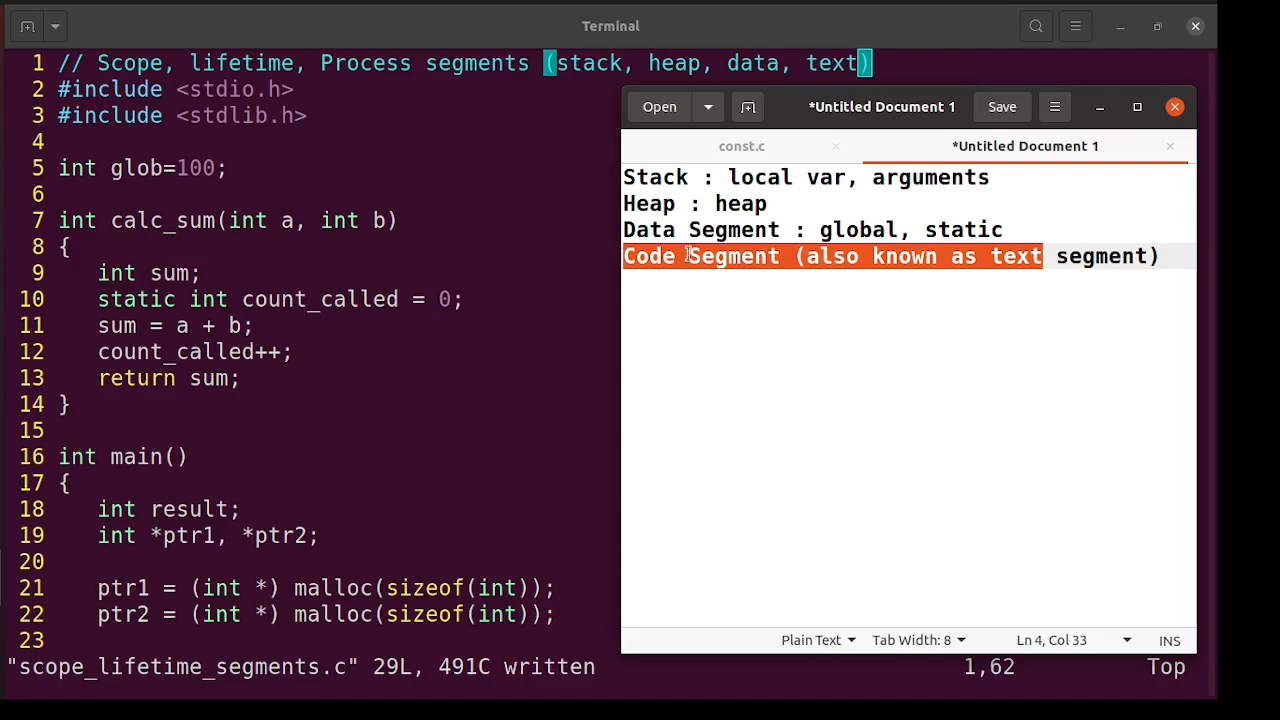 Terminal
1 // Scope, lifetime, Process segments (stack, heap, data, text)
2 #include <stdio.h>
3 #include <stdlib.h>
4
5 int glob=100;
6
7 int calc_sum(int a, int b)
8 {
9    int sum;
10    static int count_called = 0;
11    sum = a + b;
12    count_called++;
13    return sum;
14 }
15
16 int main()
17 {
18    int result;
19    int *ptr1, *ptr2;
20
21    ptr1 = (int *) malloc(sizeof(int));
22    ptr2 = (int *) malloc(sizeof(int));
23
"scope_lifetime_segments.c" 29L, 491C written 1,62 Top
Open *Untitled Document 1 Save
const.c *Untitled Document 1
Stack : local var, arguments
Heap : heap
Data Segment : global, static
Code Segment (also known as text segment)
Plain Text Tab Width: 8 Ln 4, Col 33 INS